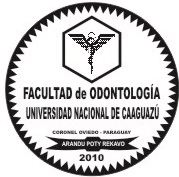 FACULTAD de ODONTOLOGÍA
UNIVERSIDAD NACIONAL DE CAAGUAZÚ
CORONEL OVIEDO - PARAGUAY
ARANDU POTY REKAVO
2010